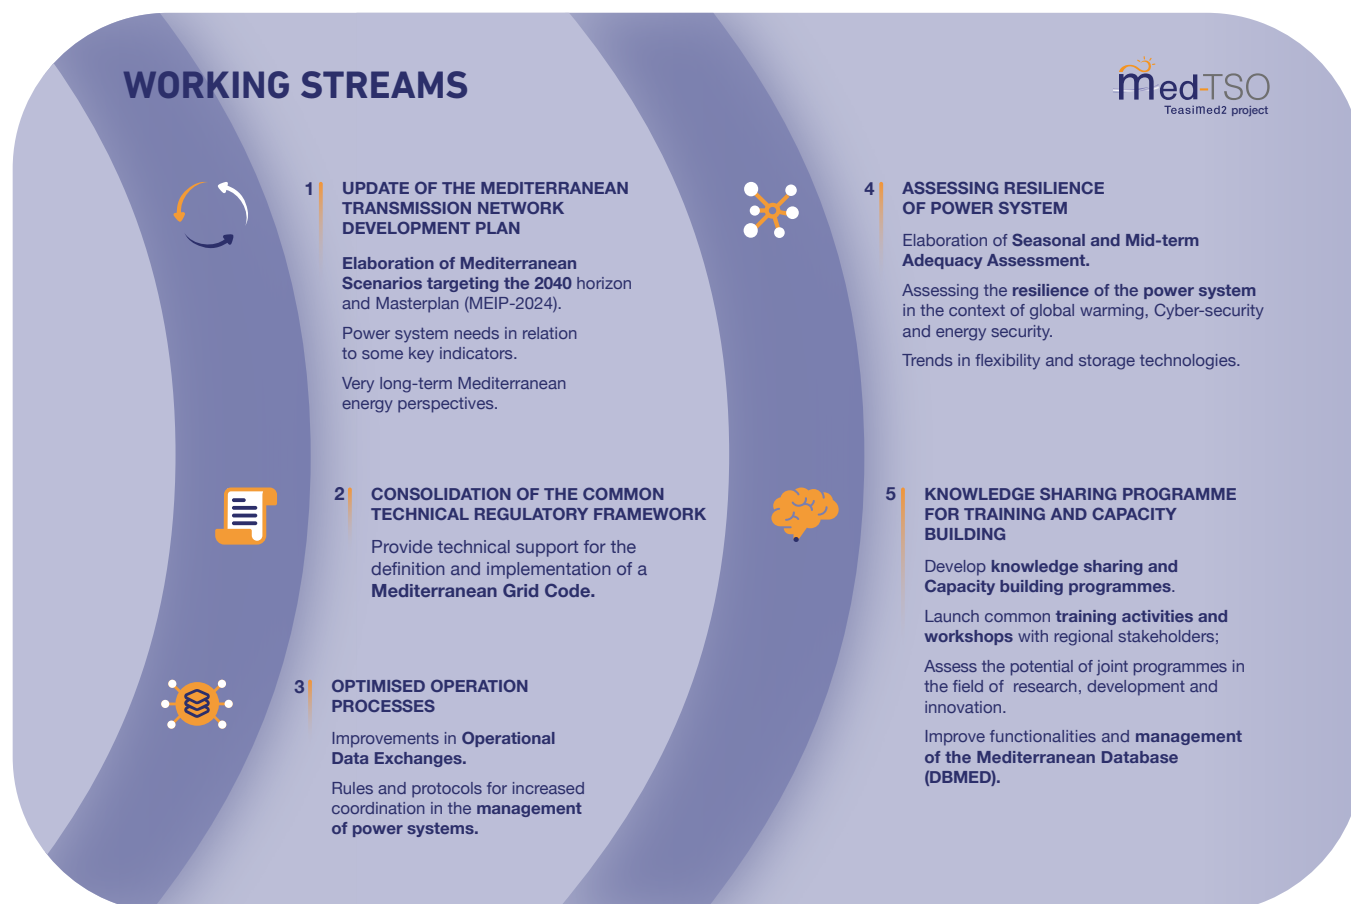 WORKING STREAMS
med-TSO
Teasimed2 project
1
UPDATE OF THE MEDITERRANEAN
TRANSMISSION NETWORK
DEVELOPMENT PLAN
Elaboration of Mediterranean
Scenarios targeting the 2040 horizon
and Masterplan (MEIP-2024).
Power system needs in relation
to some key indicators.
Very long-term Mediterranean
energy perspectives.
2
CONSOLIDATION OF THE COMMON
TECHNICAL REGULATORY FRAMEWORK
Provide technical support for the
definition and implementation of a
Mediterranean Grid Code.
3
OPTIMISED OPERATION
PROCESSES
Improvements in Operational
Data Exchanges.
Rules and protocols for increased
coordination in the management
of power systems.
4
ASSESSING RESILIENCE
OF POWER SYSTEM
Elaboration of Seasonal and Mid-term
Adequacy Assessment.
Assessing the resilience of the power system
in the context of global warming, Cyber-security
and energy security.
Trends in flexibility and storage technologies.
5
KNOWLEDGE SHARING PROGRAMME
FOR TRAINING AND CAPACITY
BUILDING
Develop knowledge sharing and
Capacity building programmes.
Launch common training activities and
workshops with regional stakeholders;
Assess the potential of joint programmes in
the field of research, development and
innovation.
Improve functionalities and management
of the Mediterranean Database
(DBMED).